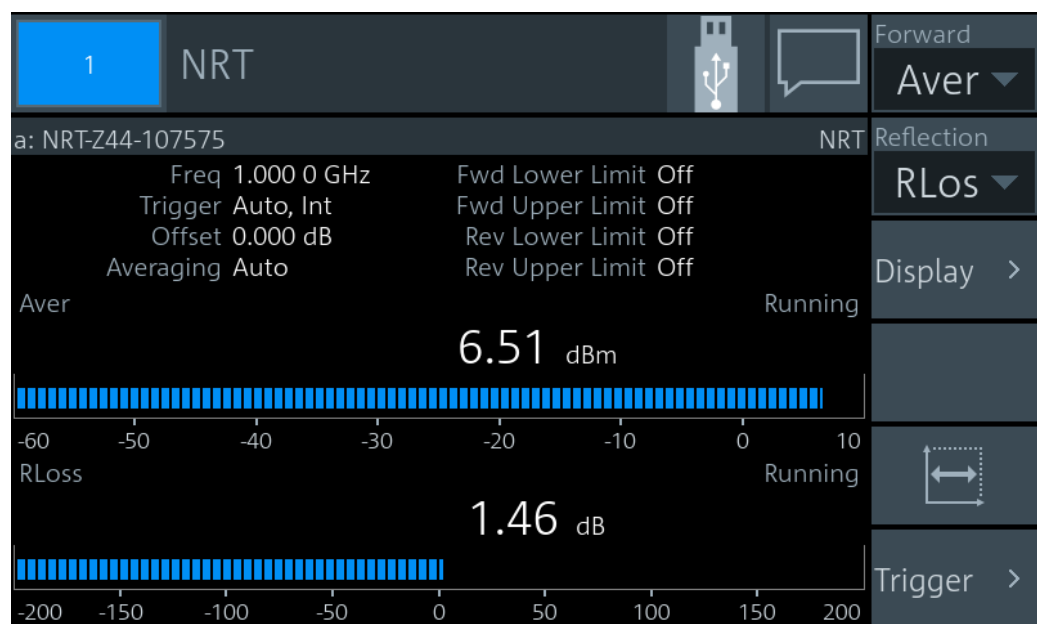 1 NRT
Forward
Aver
a: NRT-Z44-107575 NRT
Reflection
RLos
Freq 1.000 0 GHz Fwd Lower Limit Off
Trigger Auto, Int Fwd Upper Limit Off
Offset 0.000 dB Rev Lower Limit Off
Averaging Auto Rev Upper Limit Off
Display >
Aver Running
6.51 dBm
-60 -50 -40 -30 -20 -10 0 10
RLoss Running
1.46 dB
Trigger >
-200 -150 -100 -50 0 50 100 150 200